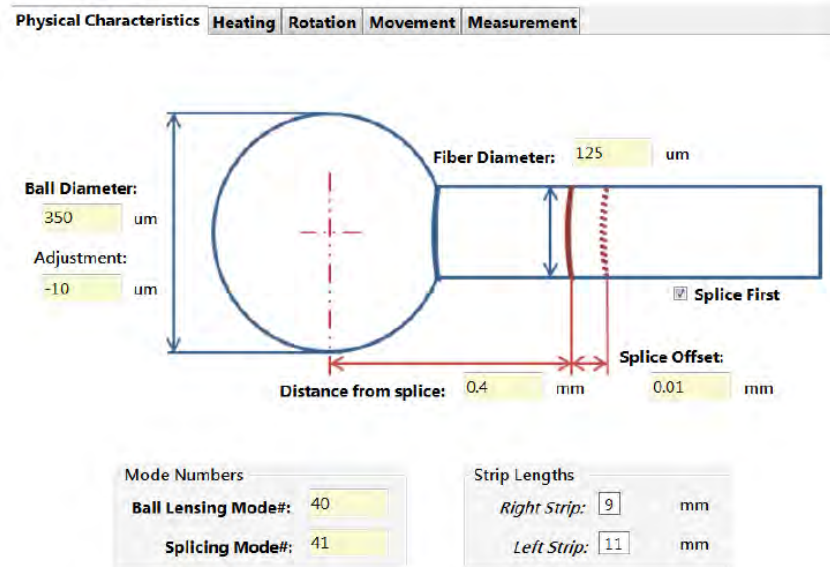 Physical Characteristics Heating Rotation Movement Measurement
Fiber Diameter: 125 um
Ball Diameter:
350 um
Adjustment:
-10 um
Splice First
Splice Offset:
Distance from splice: 0.4 mm 0.01 mm
Mode Numbers
Ball Lensing Mode#: 40
Splicing Mode#: 41
Strip Lengths
Right Strip: 9 mm
Left Strip: 11 mm